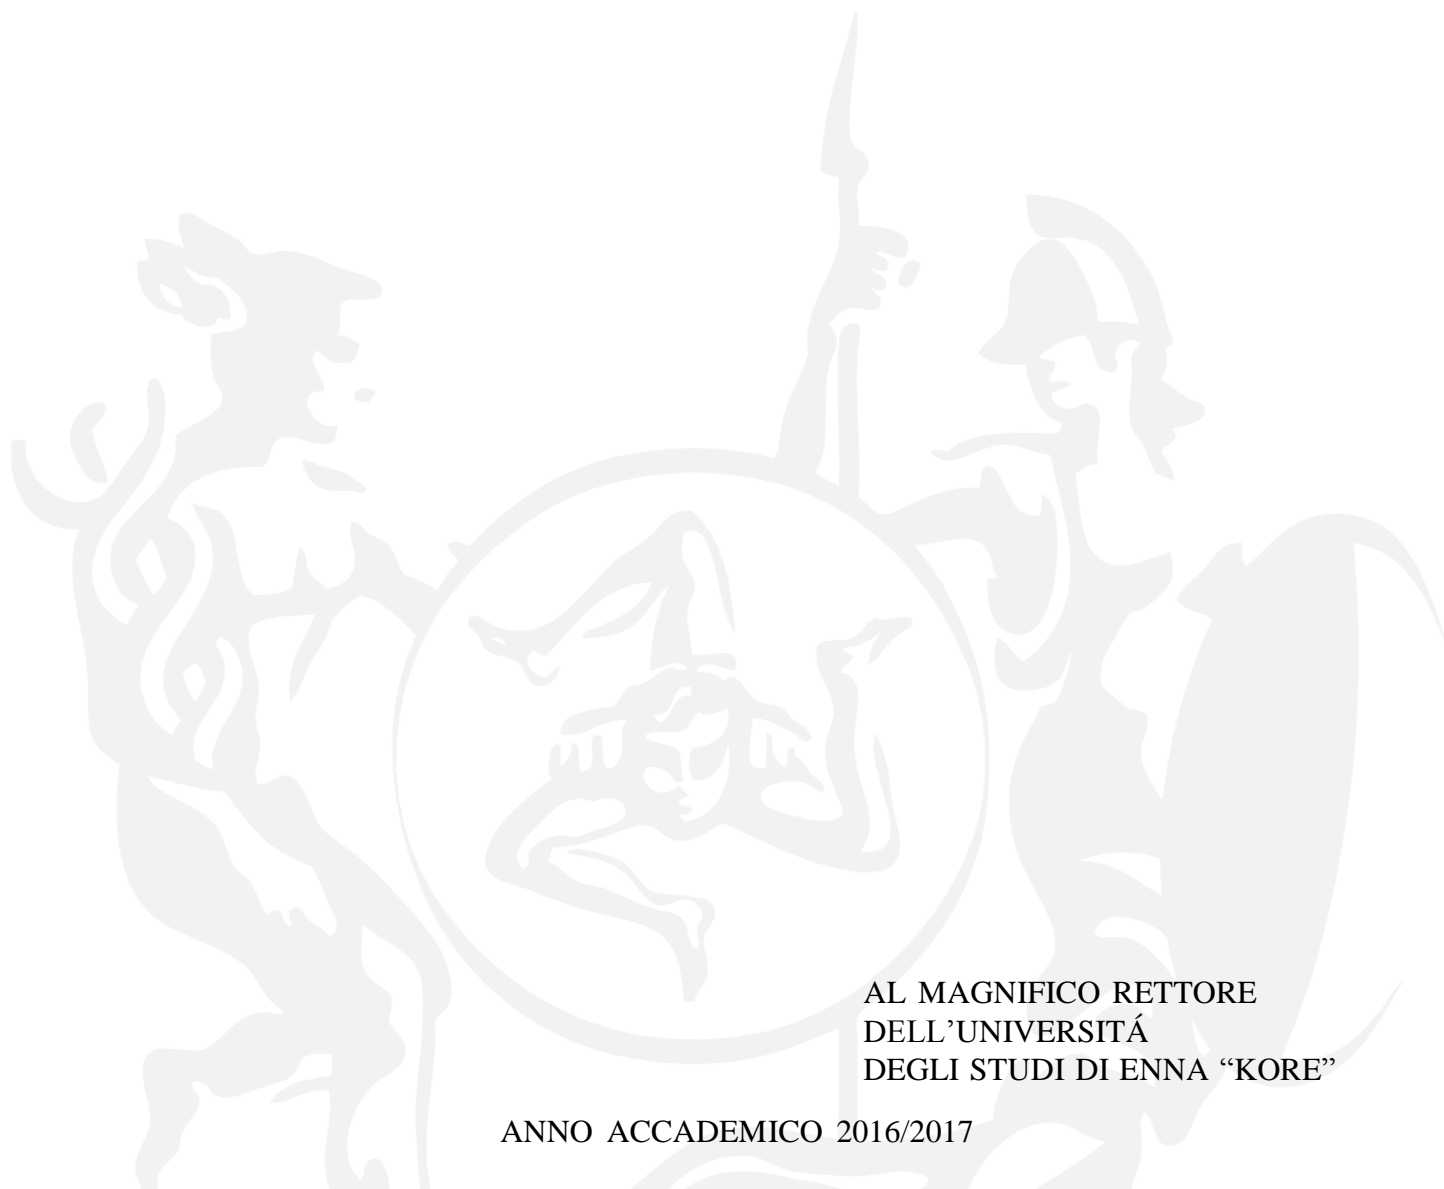 AL MAGNIFICO RETTORE
DELL’UNIVERSITÁ
DEGLI STUDI DI ENNA “KORE”
ANNO ACCADEMICO 2016/2017